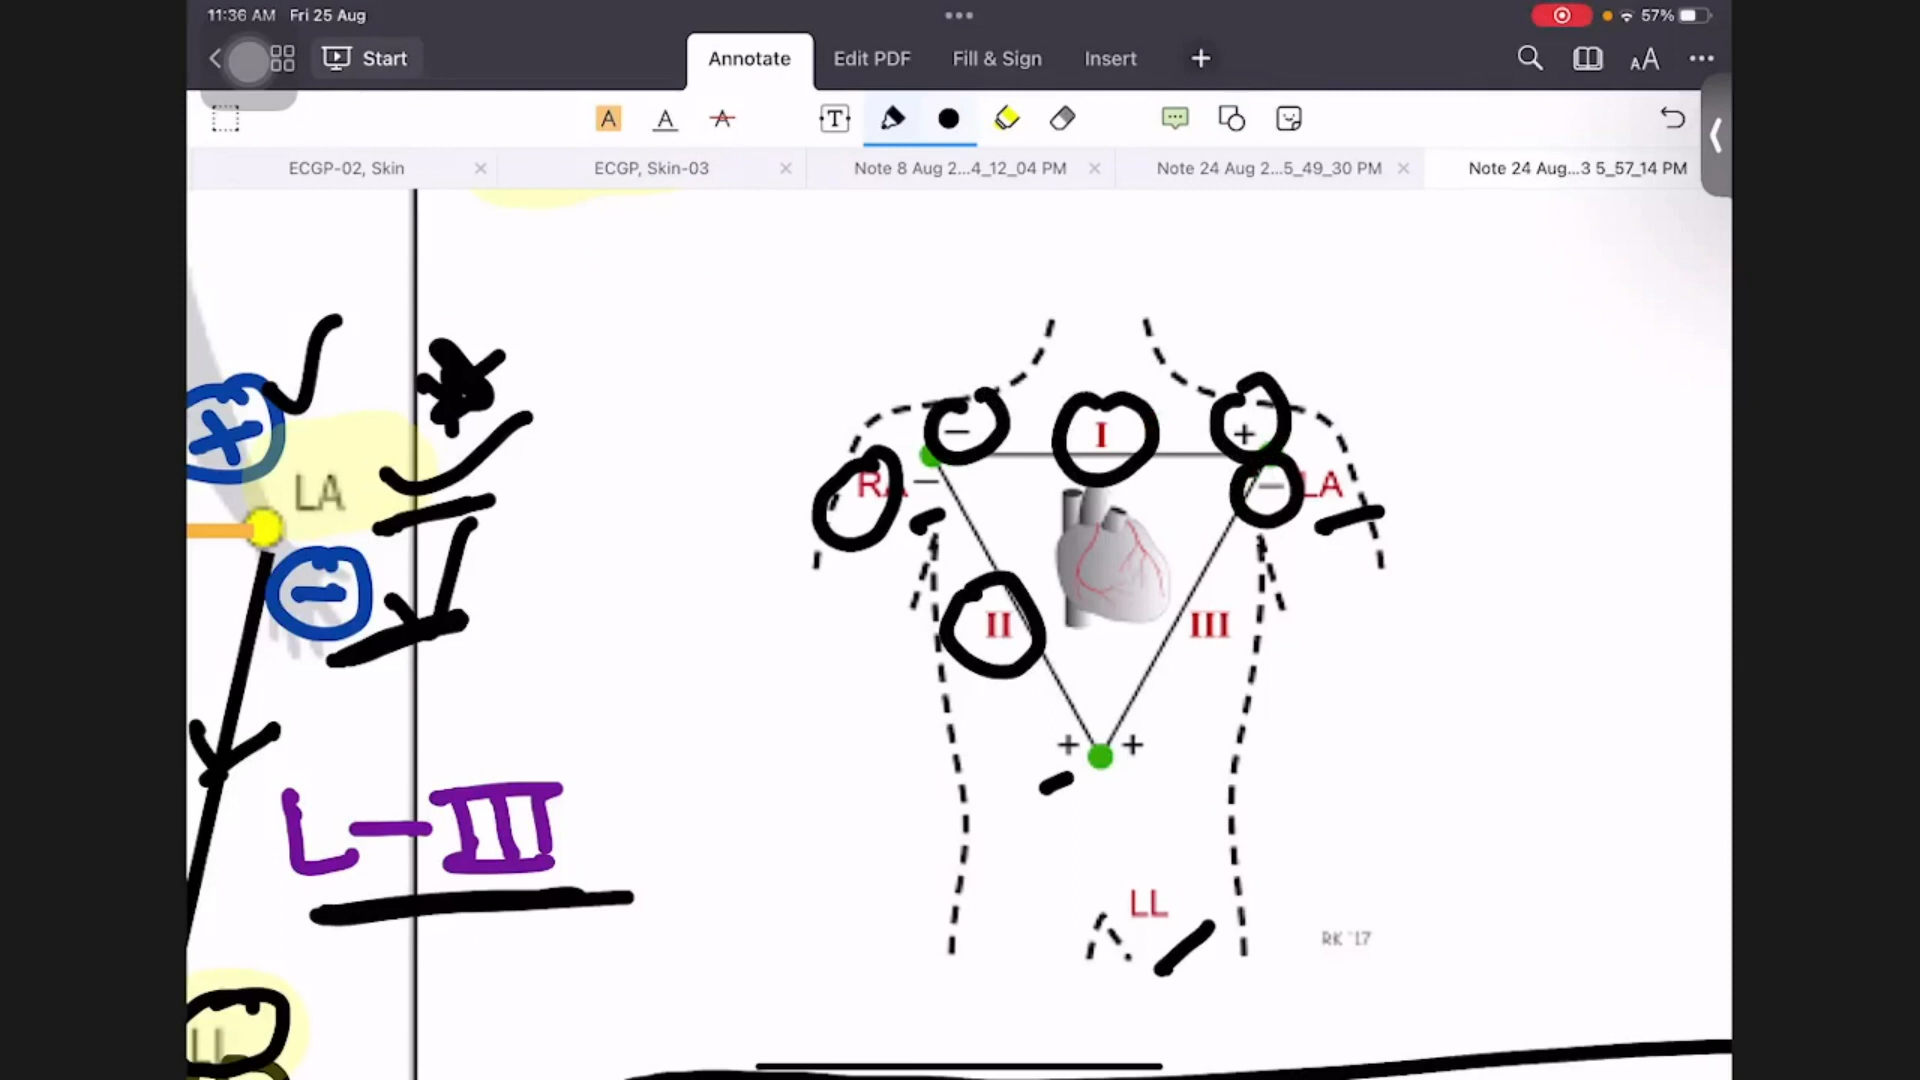 11:36 AM Fri 25 Aug
57%
Start
Annotate
Edit PDF
Fill & Sign
Insert
ECGP-02, Skin
ECGP, Skin-03
Note 8 Aug 2...4_12_04 PM
Note 24 Aug 2...5_49_30 PM
Note 24 Aug...3 5_57_14 PM
+
LA
−
L-III
LL
− I +
RA − − LA
II III
+ +
LL
RK '17